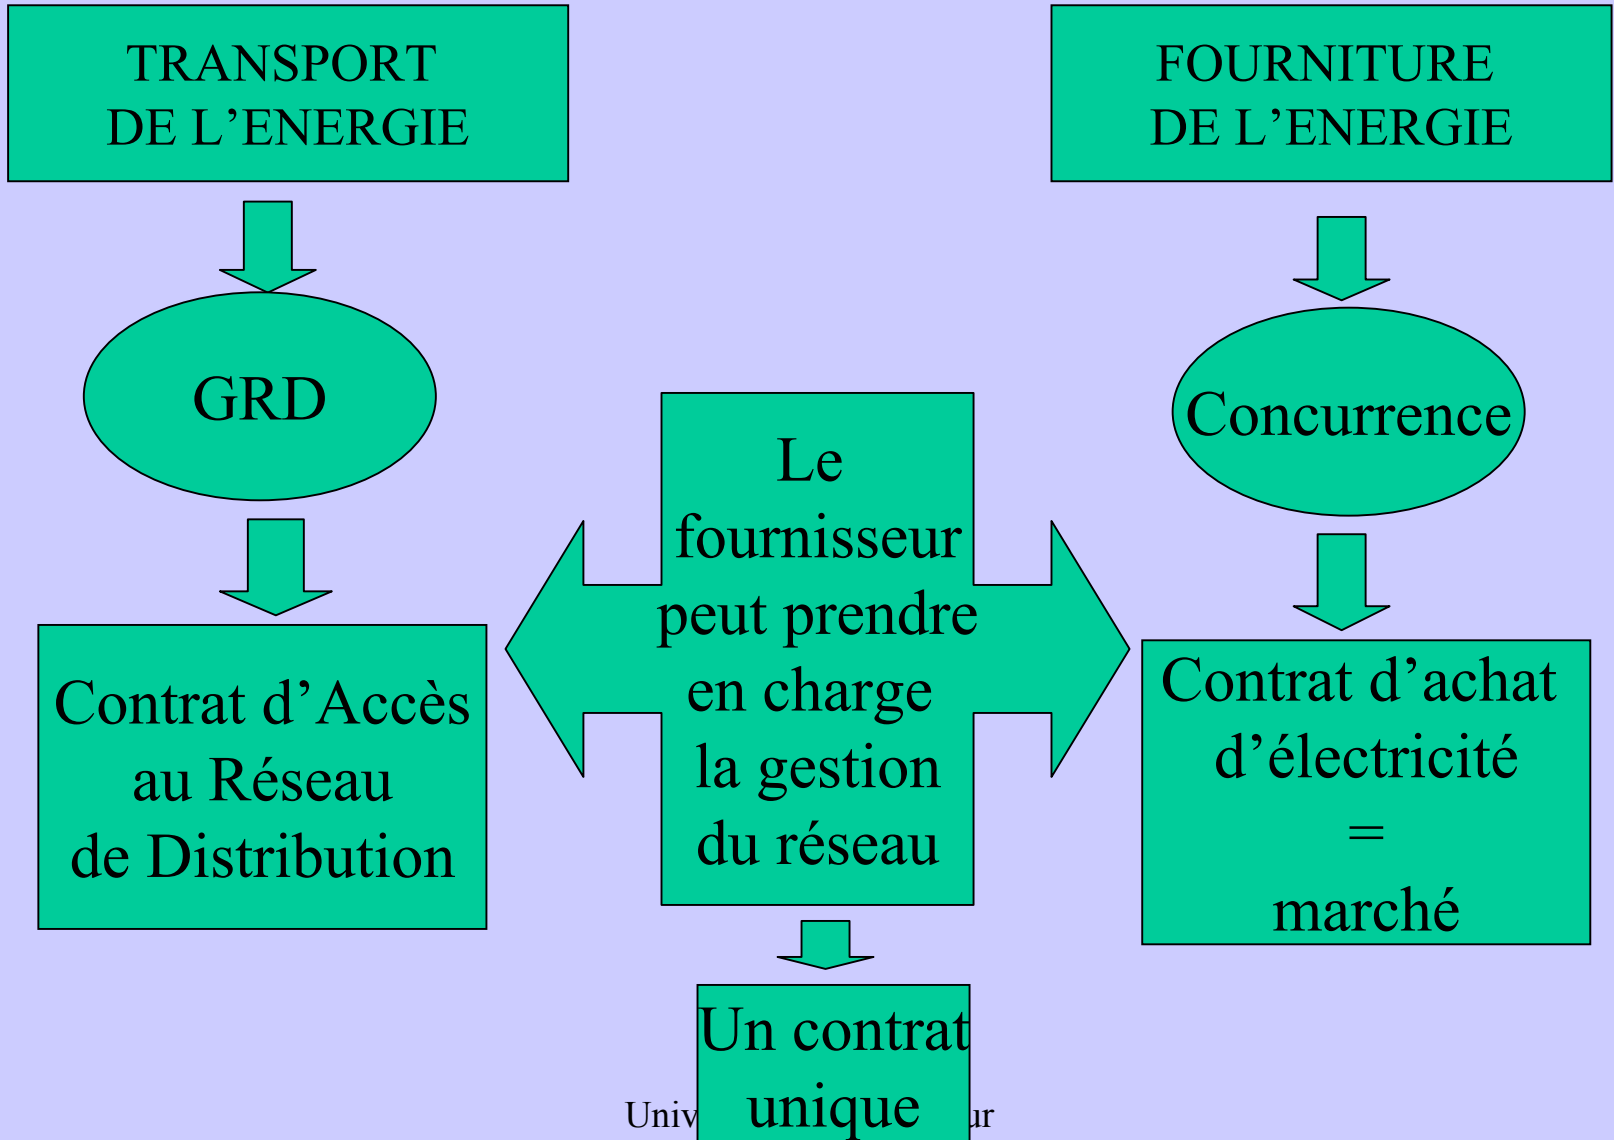 TRANSPORT
DE L’ENERGIE
GRD
Contrat d’Accès
au Réseau
de Distribution
Le
fournisseur
peut prendre
en charge
la gestion
du réseau
Un contrat
unique
FOURNITURE
DE L’ENERGIE
Concurrence
Contrat d’achat
d’électricité
=
marché